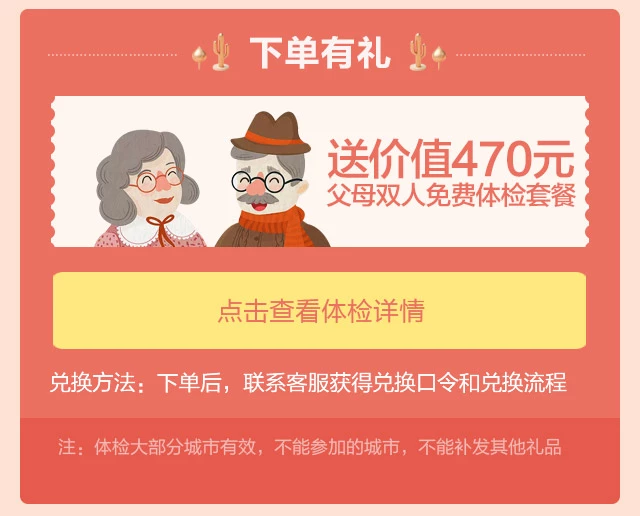 下单有礼
送价值470元
父母双人免费体检套餐
点击查看体检详情
兑换方法：下单后，联系客服获得兑换口令和兑换流程
注：体检大部分城市有效，不能参加的城市，不能补发其他礼品